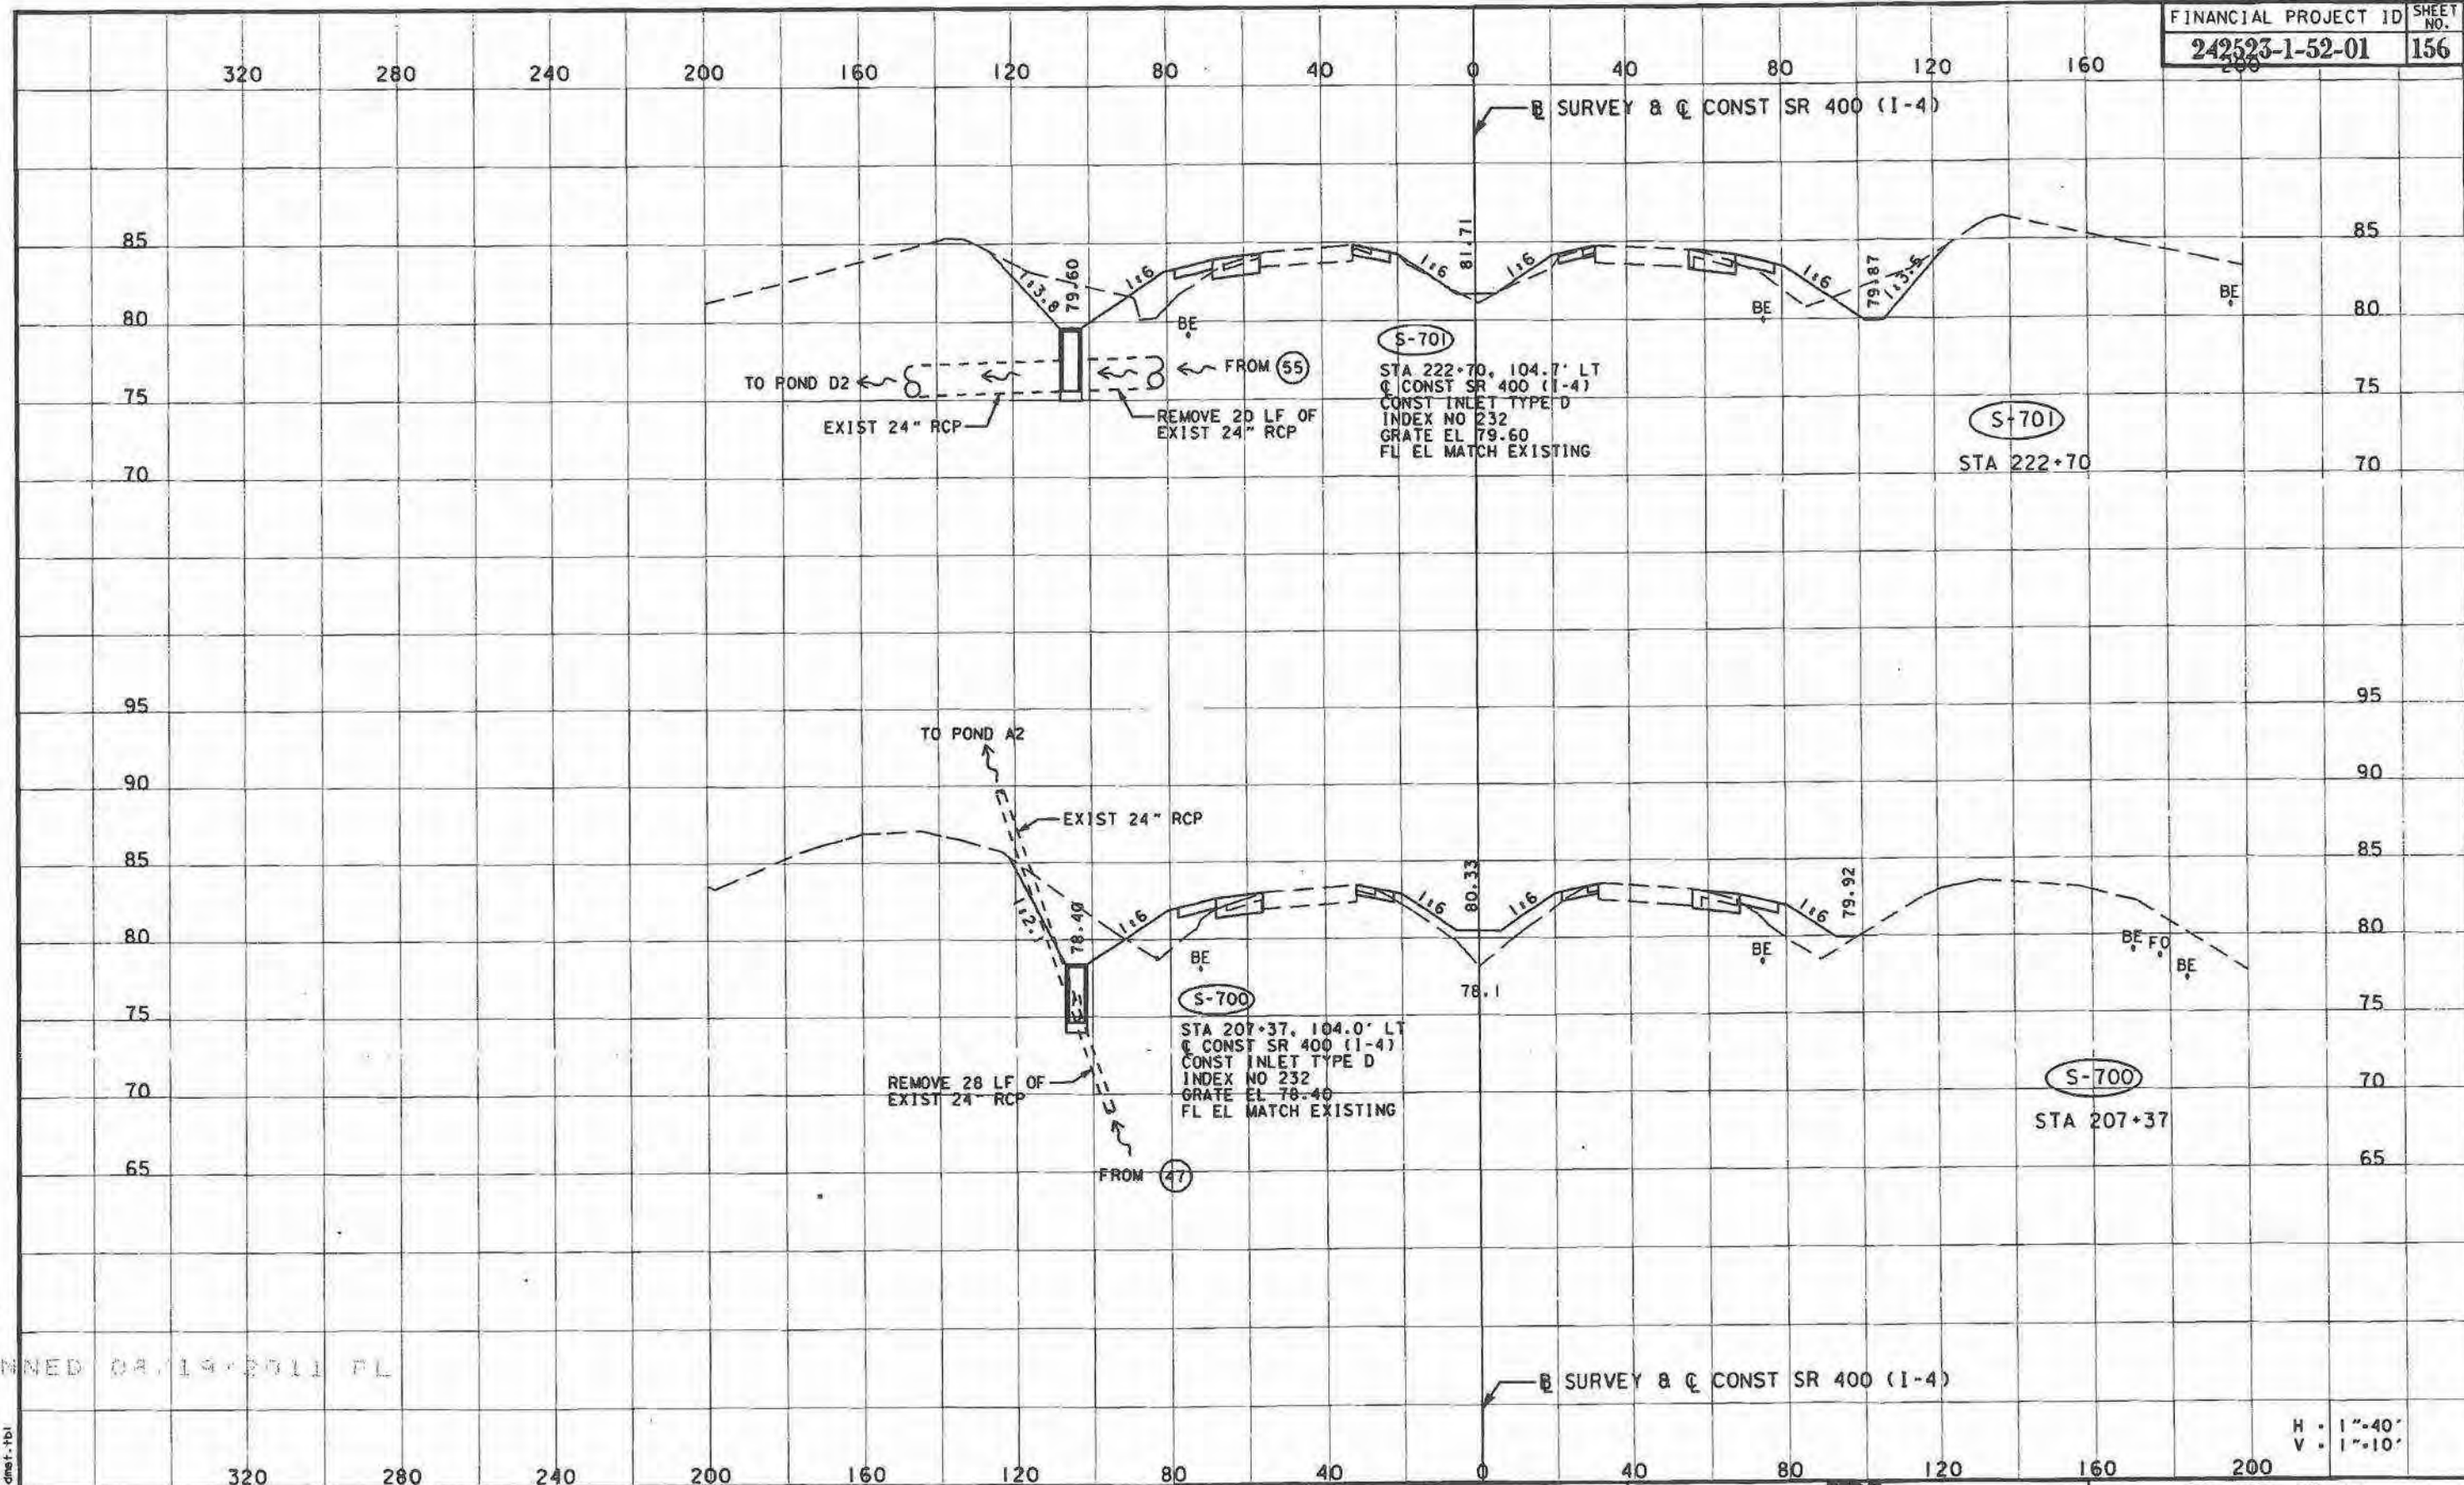 FINANCIAL PROJECT ID SHEET NO.
242523-1-52-01 156
320 280 240 200 160 120 80 40 0 40 80 120 160 200
℄ SURVEY & ℄ CONST SR 400 (I-4)
85 85
80 80
75 75
70 70
1:3.8
79.60
1:6
1:6
81.71
1:6
1:6
79.87
1:3.5
BE
BE
BE
TO POND D2
FROM 55
EXIST 24" RCP
REMOVE 20 LF OF
EXIST 24" RCP
S-701
STA 222+70, 104.7' LT
℄ CONST SR 400 (I-4)
CONST INLET TYPE D
INDEX NO 232
GRATE EL 79.60
FL EL MATCH EXISTING
S-701
STA 222+70
95 95
90 90
85 85
80 80
75 75
70 70
65 65
TO POND A2
EXIST 24" RCP
78.40
1:6
1:6
80.33
1:6
1:6
79.92
78.1
BE
BE
BE FO
BE
S-700
STA 207+37, 104.0' LT
℄ CONST SR 400 (I-4)
CONST INLET TYPE D
INDEX NO 232
GRATE EL 78.40
FL EL MATCH EXISTING
REMOVE 28 LF OF
EXIST 24" RCP
FROM 47
S-700
STA 207+37
NNED 08/19/2011 PL
℄ SURVEY & ℄ CONST SR 400 (I-4)
H = 1"=40'
V = 1"=10'
320 280 240 200 160 120 80 40 0 40 80 120 160 200